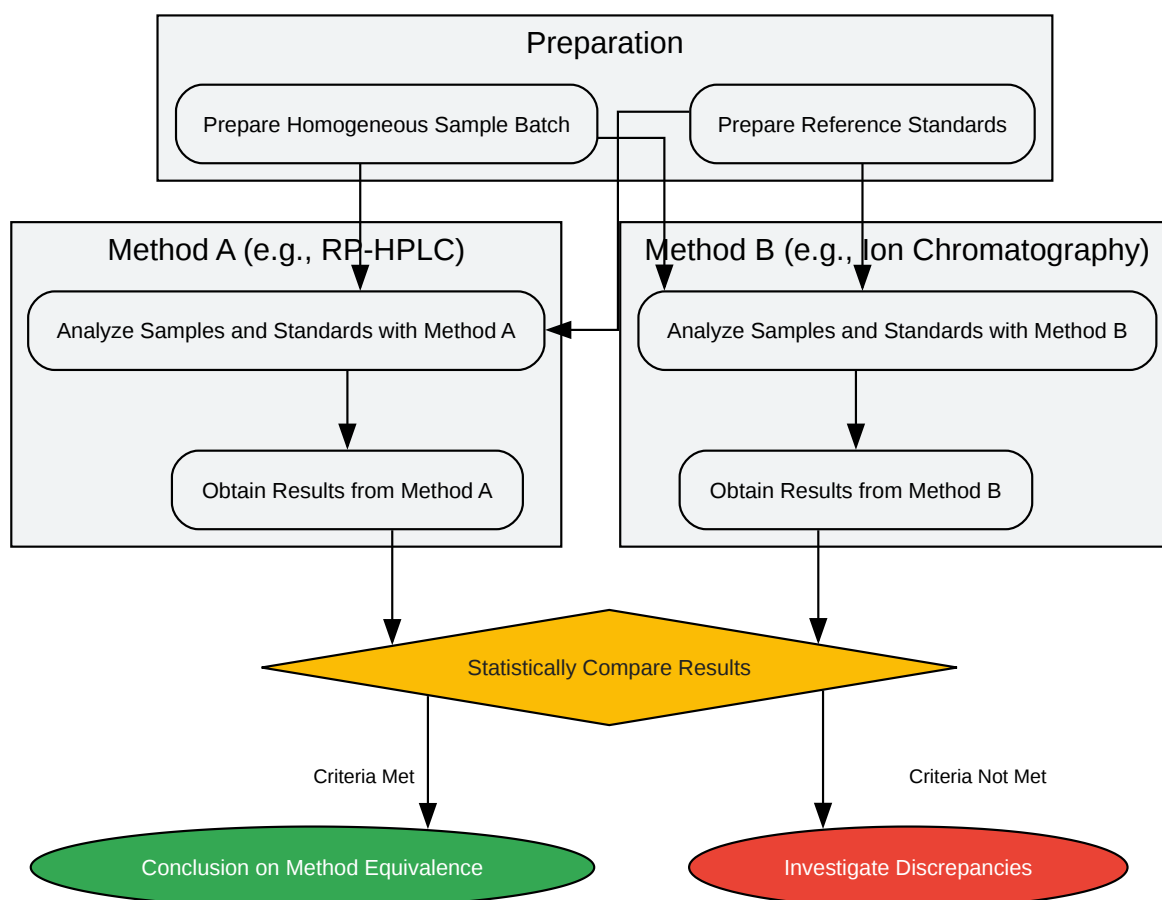 Preparation
Prepare Homogeneous Sample Batch
Prepare Reference Standards
Method A (e.g., RP-HPLC)
Method B (e.g., Ion Chromatography)
Analyze Samples and Standards with Method A
Analyze Samples and Standards with Method B
Obtain Results from Method A
Obtain Results from Method B
Statistically Compare Results
Criteria Met
Criteria Not Met
Conclusion on Method Equivalence
Investigate Discrepancies